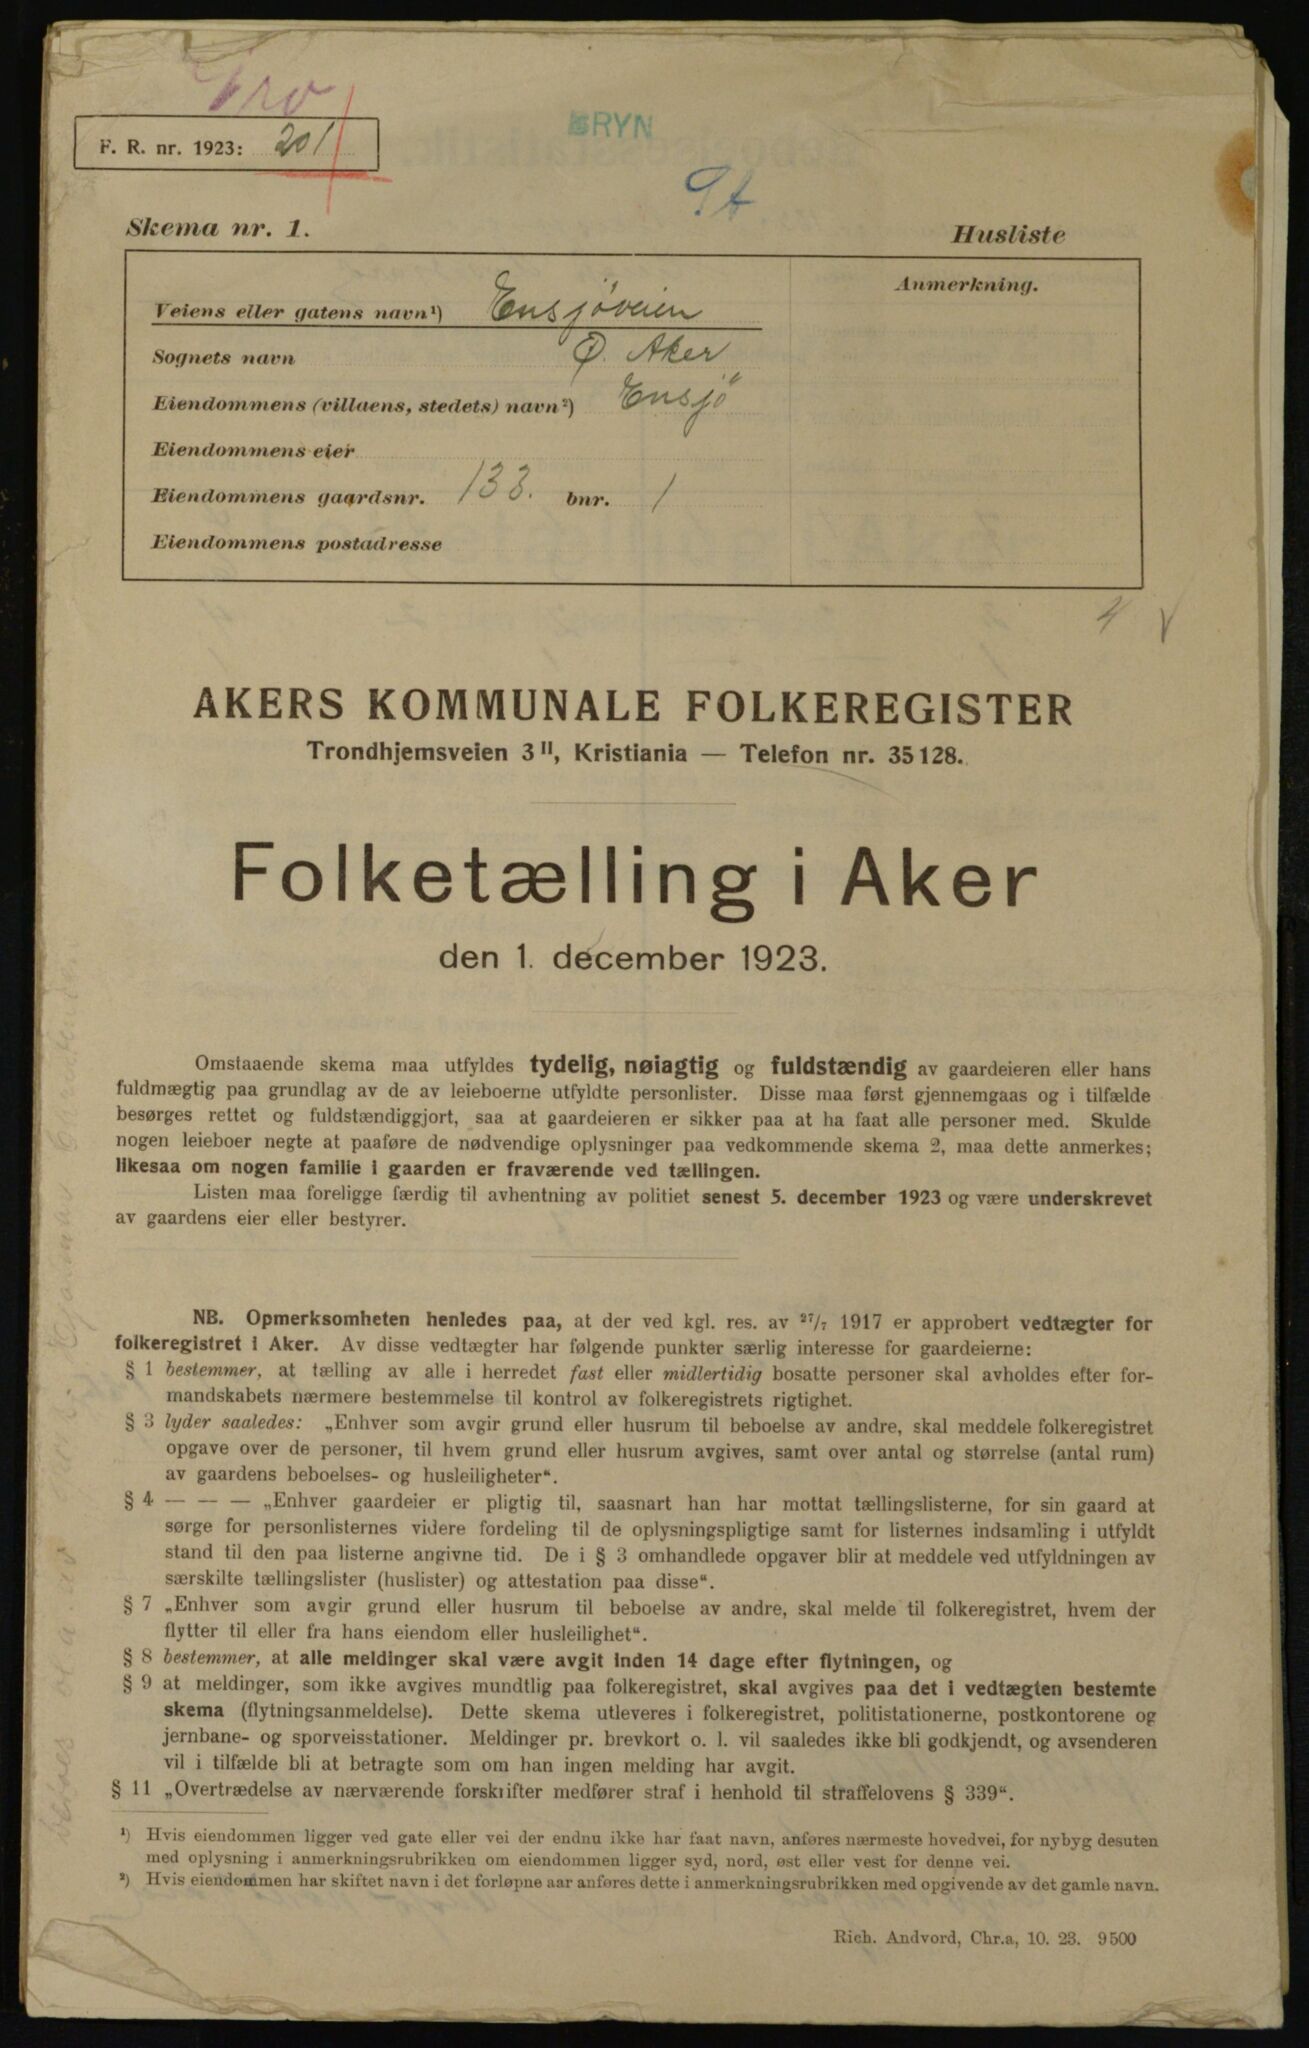 F. R. nr. 1923: 201
BRYN
Skema nr. 1.
Husliste
Veiens eller gatens navn¹) Ensjøveien
Anmerkning.
Sognets navn Ø. Aker
Eiendommens (villaens, stedets) navn²) Ensjö
Eiendommens eier
Eiendommens gaardsnr. 133. bnr. 1
Eiendommens postadresse
4
AKERS KOMMUNALE FOLKEREGISTER
Trondhjemsveien 3 II, Kristiania — Telefon nr. 35128.
Folketælling i Aker
den 1. december 1923.
Omstaaende skema maa utfyldes tydelig, nøiagtig og fuldstændig av gaardeieren eller hans
fuldmægtig paa grundlag av de av leieboerne utfyldte personlister. Disse maa først gjennemgaas og i tilfælde
besørges rettet og fuldstændiggjort, saa at gaardeieren er sikker paa at ha faat alle personer med. Skulde
nogen leieboer negte at paaføre de nødvendige oplysninger paa vedkommende skema 2, maa dette anmerkes;
likesaa om nogen familie i gaarden er fraværende ved tællingen.
Listen maa foreligge færdig til avhentning av politiet senest 5. december 1923 og være underskrevet
av gaardens eier eller bestyrer.
NB. Opmerksomheten henledes paa, at der ved kgl. res. av 27/7 1917 er approbert vedtægter for
folkeregistret i Aker. Av disse vedtægter har følgende punkter særlig interesse for gaardeierne:
§ 1 bestemmer, at tælling av alle i herredet fast eller midlertidig bosatte personer skal avholdes efter for-
mandskabets nærmere bestemmelse til kontrol av folkeregistrets rigtighet.
§ 3 lyder saaledes: „Enhver som avgir grund eller husrum til beboelse av andre, skal meddele folkeregistret
opgave over de personer, til hvem grund eller husrum avgives, samt over antal og størrelse (antal rum)
av gaardens beboelses- og husleiligheter“.
§ 4 — — — „Enhver gaardeier er pligtig til, saasnart han har mottat tællingslisterne, for sin gaard at
sørge for personlisternes videre fordeling til de oplysningspligtige samt for listernes indsamling i utfyldt
stand til den paa listerne angivne tid. De i § 3 omhandlede opgaver blir at meddele ved utfyldningen av
særskilte tællingslister (huslister) og attestation paa disse“.
§ 7 „Enhver som avgir grund eller husrum til beboelse av andre, skal melde til folkeregistret, hvem der
flytter til eller fra hans eiendom eller husleilighet“.
§ 8 bestemmer, at alle meldinger skal være avgit inden 14 dage efter flytningen, og
§ 9 at meldinger, som ikke avgives mundtlig paa folkeregistret, skal avgives paa det i vedtægten bestemte
skema (flytningsanmeldelse). Dette skema utleveres i folkeregistret, politistationerne, postkontorene og
jernbane- og sporveisstationer. Meldinger pr. brevkort o. l. vil saaledes ikke bli godkjendt, og avsenderen
vil i tilfælde bli at betragte som om han ingen melding har avgit.
§ 11 „Overtrædelse av nærværende forskrifter medfører straf i henhold til straffelovens § 339“.
¹) Hvis eiendommen ligger ved gate eller vei der endnu ikke har faat navn, anføres nærmeste hovedvei, for nybyg desuten
med oplysning i anmerkningsrubrikken om eiendommen ligger syd, nord, øst eller vest for denne vei.
²) Hvis eiendommen har skiftet navn i det forløpne aar anføres dette i anmerkningsrubrikken med opgivende av det gamle navn.
Rich. Andvord, Chr.a, 10. 23. 9500